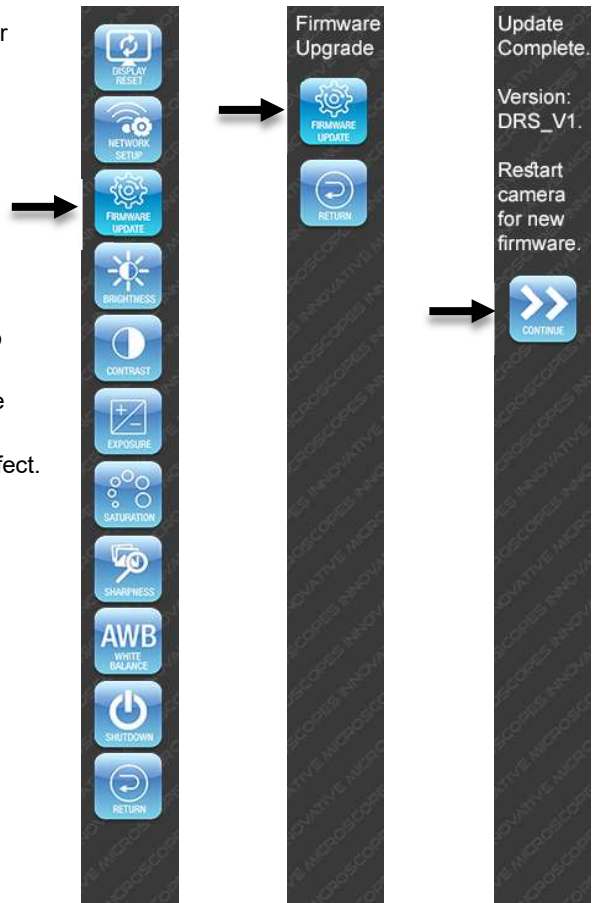 r
o
e
fect.
DISPLAY
RESET
NETWORK
SETUP
FIRMWARE
UPDATE
BRIGHTNESS
CONTRAST
+
-
EXPOSURE
SATURATION
SHARPNESS
AWB
WHITE
BALANCE
SHUTDOWN
RETURN
Firmware
Upgrade
FIRMWARE
UPDATE
RETURN
Update
Complete.
Version:
DRS_V1.
Restart
camera
for new
firmware.
CONTINUE